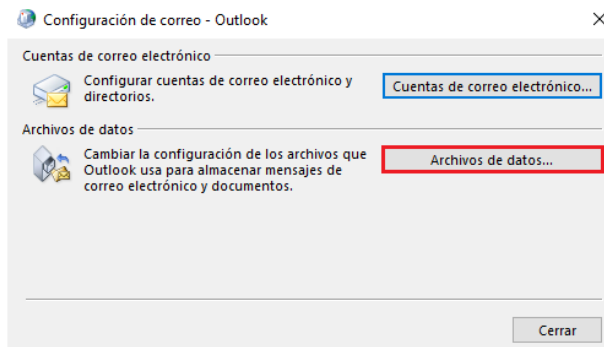 Configuración de correo - Outlook
Cuentas de correo electrónico
Configurar cuentas de correo electrónico y
directorios.
Cuentas de correo electrónico...
Archivos de datos
Cambiar la configuración de los archivos que
Outlook usa para almacenar mensajes de
correo electrónico y documentos.
Archivos de datos...
Cerrar